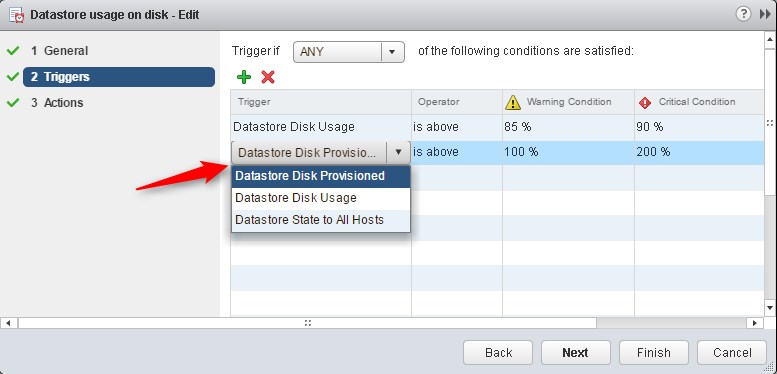 Datastore usage on disk - Edit
?
1 General
2 Triggers
3 Actions
Trigger if ANY of the following conditions are satisfied:
Trigger Operator Warning Condition Critical Condition
Datastore Disk Usage is above 85 % 90 %
Datastore Disk Provisio... is above 100 % 200 %
Datastore Disk Provisioned
Datastore Disk Usage
Datastore State to All Hosts
Back Next Finish Cancel